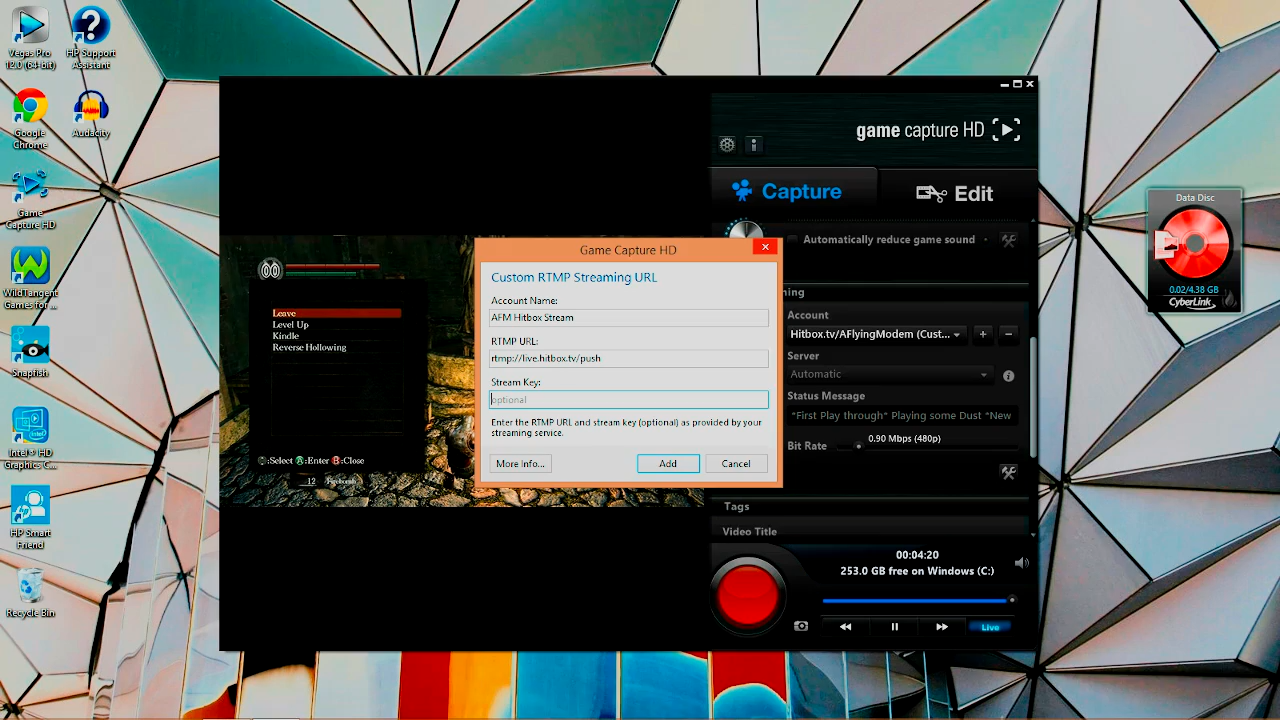 Vegas Pro
12.0 (64-bit)
HP Support
Assistant
Google
Chrome
Audacity
Game
Capture HD
WildTangent
Games for ...
Snapfish
Intel® HD
Graphics C...
HP Smart
Friend
Recycle Bin
game capture HD
Capture
Edit
Automatically reduce game sound
ning
Account
Hitbox.tv/AFlyingModem (Cust...
Server
Automatic
Status Message
*First Play through* Playing some Dust *New
Bit Rate
0.90 Mbps (480p)
Tags
Video Title
00:04:20
253.0 GB free on Windows (C:)
Live
Leave
Level Up
Kindle
Reverse Hollowing
:Select A:Enter B:Close
12
Game Capture HD
Custom RTMP Streaming URL
Account Name:
AFM Hitbox Stream
RTMP URL:
rtmp://live.hitbox.tv/push
Stream Key:
optional
Enter the RTMP URL and stream key (optional) as provided by your
streaming service.
More Info...
Add
Cancel
Data Disc
0.02/4.38 GB
CyberLink